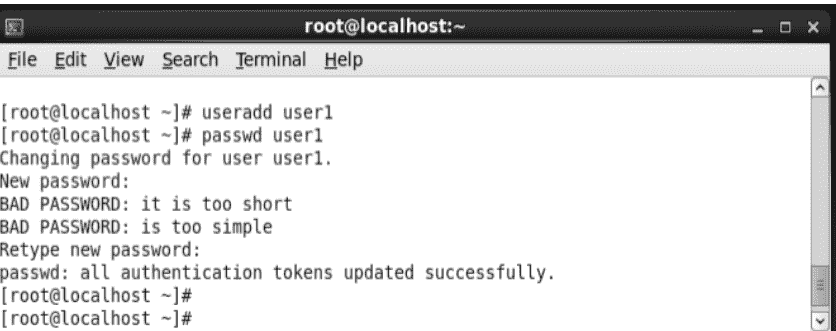 root@localhost:~
File Edit View Search Terminal Help
[root@localhost ~]# useradd user1
[root@localhost ~]# passwd user1
Changing password for user user1.
New password:
BAD PASSWORD: it is too short
BAD PASSWORD: is too simple
Retype new password:
passwd: all authentication tokens updated successfully.
[root@localhost ~]#
[root@localhost ~]#